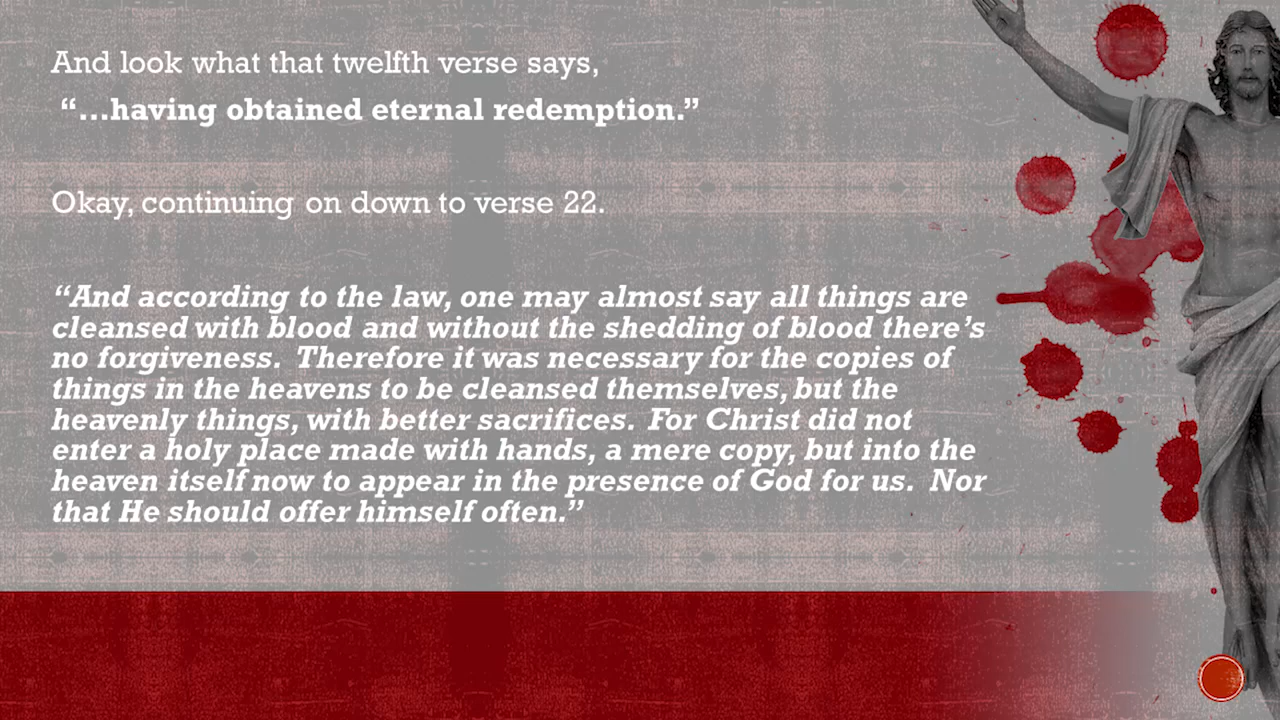 And look what that twelfth verse says,
“...having obtained eternal redemption.”
Okay, continuing on down to verse 22.
“And according to the law, one may almost say all things are
cleansed with blood and without the shedding of blood there’s
no forgiveness. Therefore it was necessary for the copies of
things in the heavens to be cleansed themselves, but the
heavenly things, with better sacrifices. For Christ did not
enter a holy place made with hands, a mere copy, but into the
heaven itself now to appear in the presence of God for us. Nor
that He should offer himself often.”